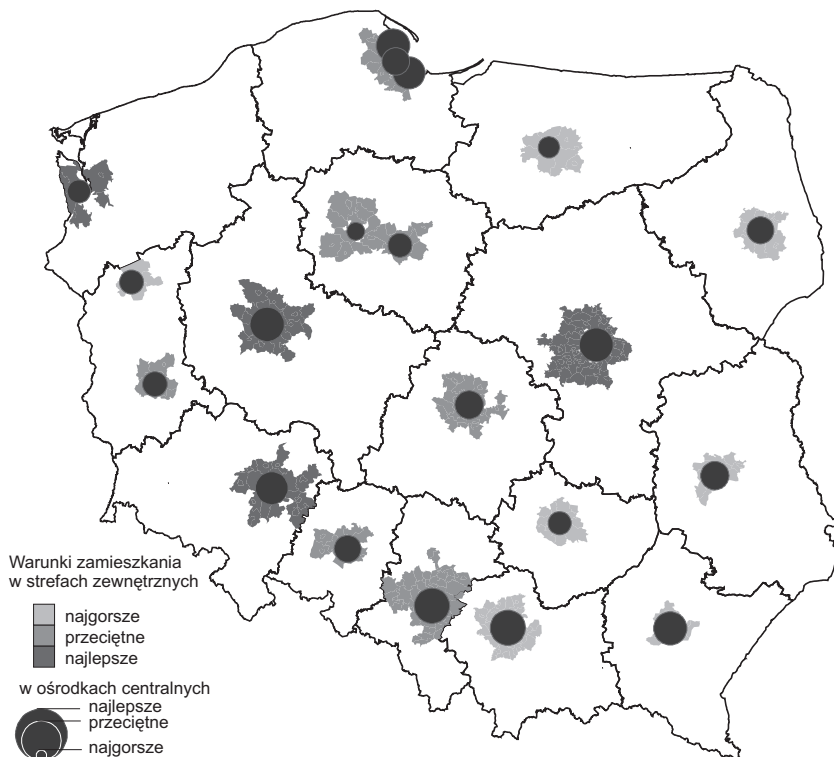 Warunki zamieszkania
w strefach zewnętrznych
najgorsze
przeciętne
najlepsze
w ośrodkach centralnych
najlepsze
przeciętne
najgorsze